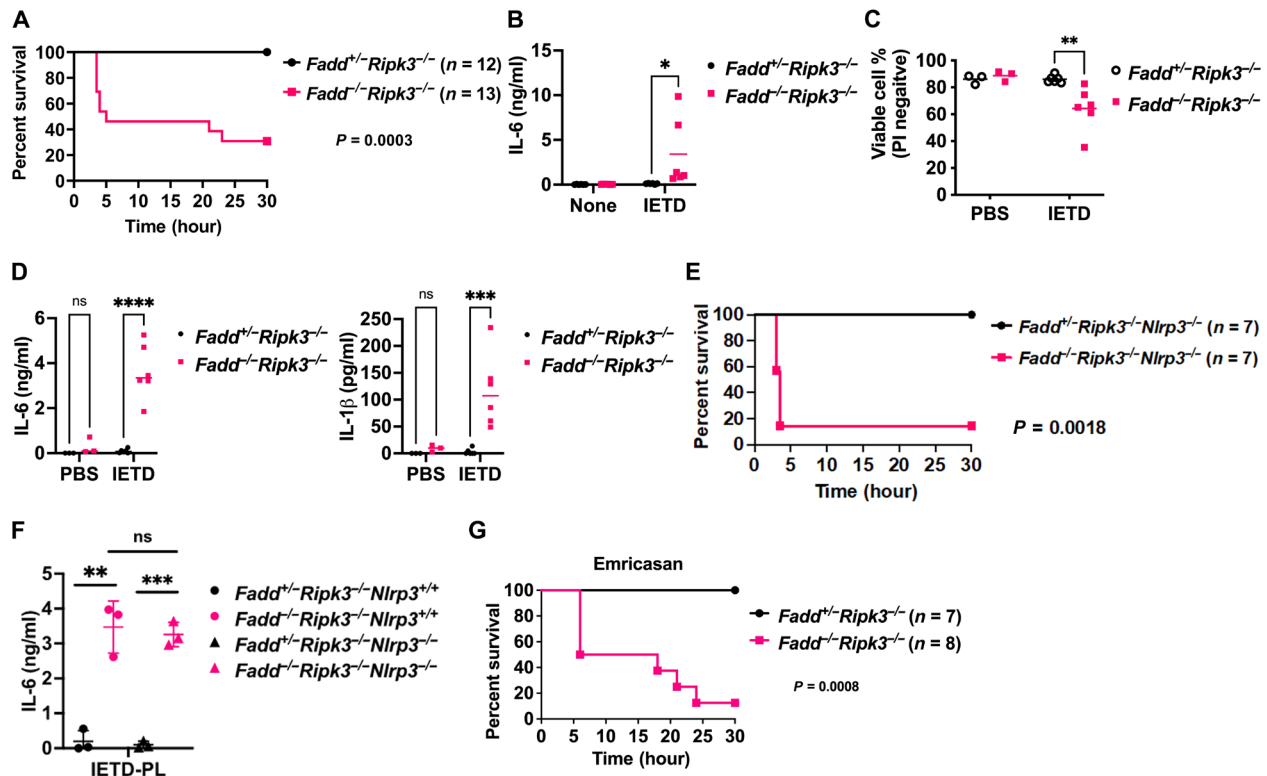 A
Percent survival
100
80
60
40
20
0
0 5 10 15 20 25 30
Time (hour)
Fadd+/–Ripk3–/– (n = 12)
Fadd–/–Ripk3–/– (n = 13)
P = 0.0003
B
IL-6 (ng/ml)
15
10
5
0
*
None IETD
Fadd+/–Ripk3–/–
Fadd–/–Ripk3–/–
C
Viable cell %
(PI negaitve)
100
80
60
40
20
0
**
PBS IETD
Fadd+/–Ripk3–/–
Fadd–/–Ripk3–/–
D
IL-6 (ng/ml)
6
4
2
0
ns
****
PBS IETD
Fadd+/–Ripk3–/–
Fadd–/–Ripk3–/–
IL-1β (pg/ml)
250
200
150
100
50
0
ns
***
PBS IETD
Fadd+/–Ripk3–/–
Fadd–/–Ripk3–/–
E
Percent survival
100
80
60
40
20
0
0 5 10 15 20 25 30
Time (hour)
Fadd+/–Ripk3–/–Nlrp3–/– (n = 7)
Fadd–/–Ripk3–/–Nlrp3–/– (n = 7)
P = 0.0018
F
IL-6 (ng/ml)
5
4
3
2
1
0
ns
**
***
IETD-PL
Fadd+/–Ripk3–/–Nlrp3+/+
Fadd–/–Ripk3–/–Nlrp3+/+
Fadd+/–Ripk3–/–Nlrp3–/–
Fadd–/–Ripk3–/–Nlrp3–/–
G
Emricasan
Percent survival
100
80
60
40
20
0
0 5 10 15 20 25 30
Time (hour)
Fadd+/–Ripk3–/– (n = 7)
Fadd–/–Ripk3–/– (n = 8)
P = 0.0008